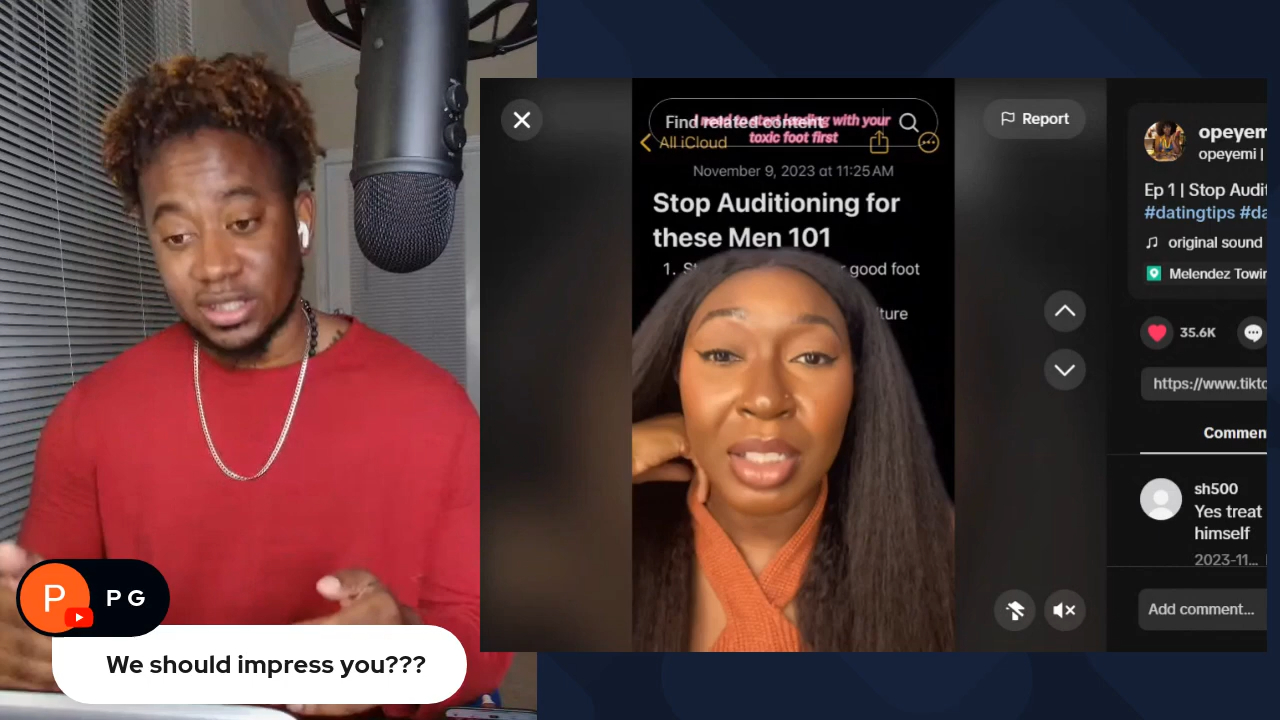 P
P G
We should impress you???
Find related content
I need to start leading with your
toxic foot first
All iCloud
November 9, 2023 at 11:25 AM
Stop Auditioning for
these Men 101
1. St
r good foot
ture
Report
opeyem
opeyemi |
Ep 1 | Stop Audit
#datingtips #da
original sound
Melendez Towin
35.6K
https://www.tikto
Commen
sh500
Yes treat
himself
2023-11...
Add comment...